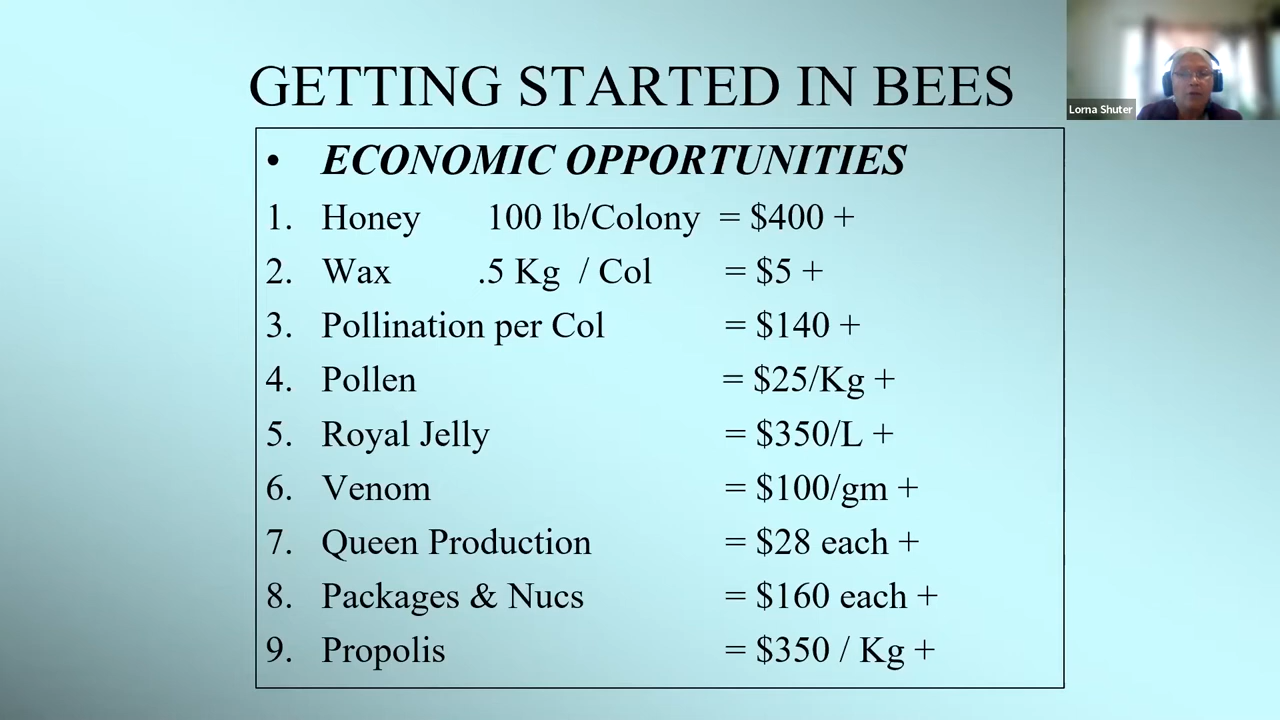 GETTING STARTED IN BEES
Lorna Shuter
• ECONOMIC OPPORTUNITIES
1. Honey 100 lb/Colony = $400 +
2. Wax .5 Kg / Col = $5 +
3. Pollination per Col = $140 +
4. Pollen = $25/Kg +
5. Royal Jelly = $350/L +
6. Venom = $100/gm +
7. Queen Production = $28 each +
8. Packages & Nucs = $160 each +
9. Propolis = $350 / Kg +